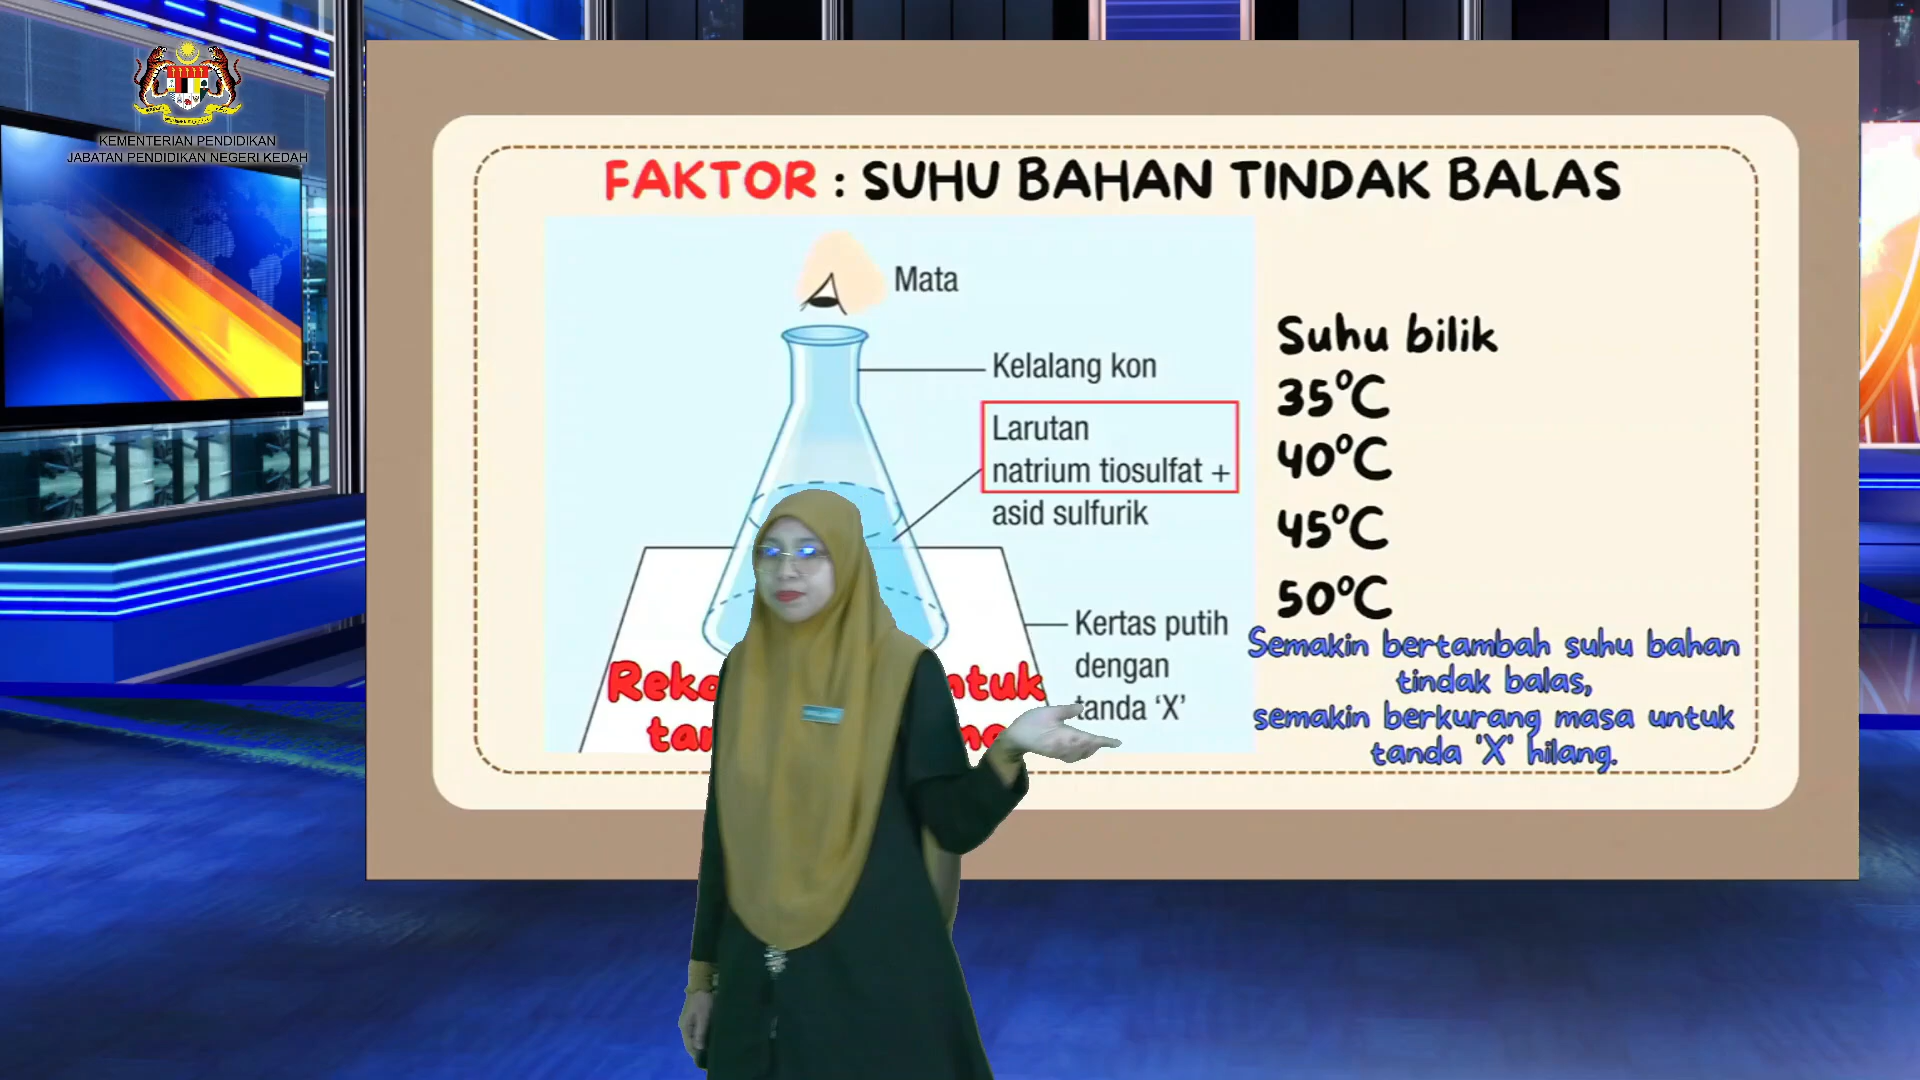 KEMENTERIAN PENDIDIKAN
JABATAN PENDIDIKAN NEGERI KEDAH
FAKTOR : SUHU BAHAN TINDAK BALAS
Mata
Kelalang kon
Larutan
natrium tiosulfat +
asid sulfurik
Kertas putih
dengan
tanda 'X'
Suhu bilik
35°C
40°C
45°C
50°C
Semakin bertambah suhu bahan
tindak balas,
semakin berkurang masa untuk
tanda 'X' hilang.